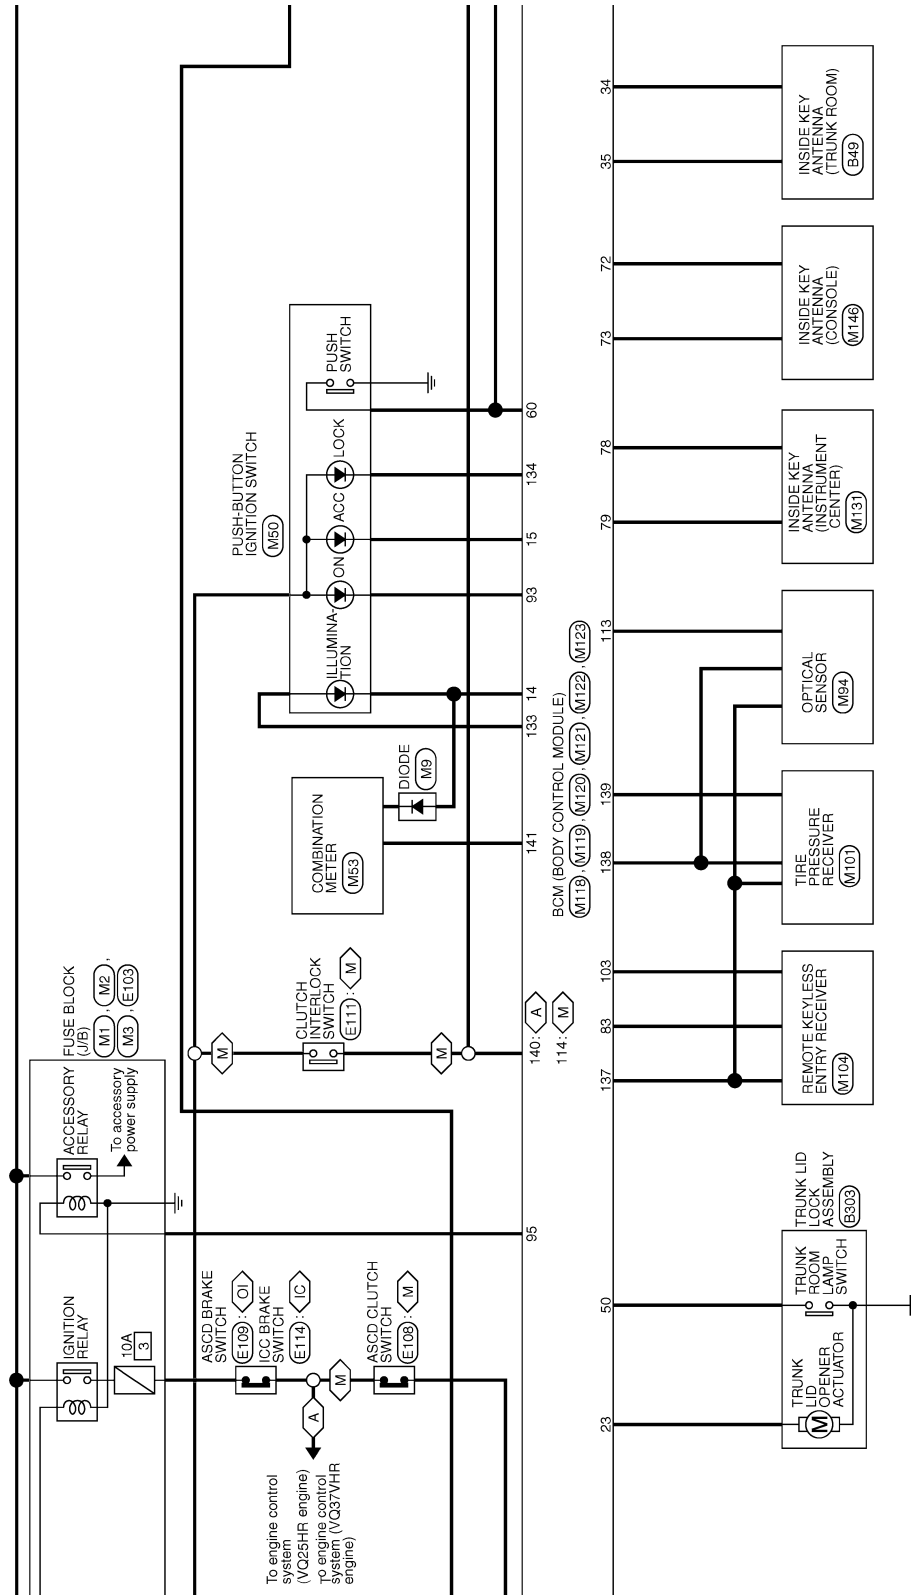 IGNITION
RELAY
10A
3
ACCESSORY
RELAY
To accessory
power supply
FUSE BLOCK
(J/B)
M1 , M2 ,
M3 , E103
ASCD BRAKE
SWITCH
E109 : OI
ICC BRAKE
SWITCH
E114 : IC
M
A
ASCD CLUTCH
SWITCH
E108 : M
To engine control
system
(VQ25HR engine)
To engine control
system (VQ37VHR
engine)
95
M
CLUTCH
INTERLOCK
SWITCH
E111 : M
M
140: A
114: M
COMBINATION
METER
M53
DIODE
M9
141
PUSH-BUTTON
IGNITION SWITCH
M50
ILLUMINA-
TION
ON
ACC
LOCK
PUSH
SWITCH
133
14
93
15
134
60
BCM (BODY CONTROL MODULE)
M118 , M119 , M120 , M121 , M122 , M123
23
50
137
83
103
138
139
113
79
78
73
72
35
34
TRUNK
LID
OPENER
ACTUATOR
M
TRUNK
ROOM
LAMP
SWITCH
TRUNK LID
LOCK
ASSEMBLY
B303
REMOTE KEYLESS
ENTRY RECEIVER
M104
TIRE
PRESSURE
RECEIVER
M101
OPTICAL
SENSOR
M94
INSIDE KEY
ANTENNA
(INSTRUMENT
CENTER)
M131
INSIDE KEY
ANTENNA
(CONSOLE)
M146
INSIDE KEY
ANTENNA
(TRUNK ROOM)
B49